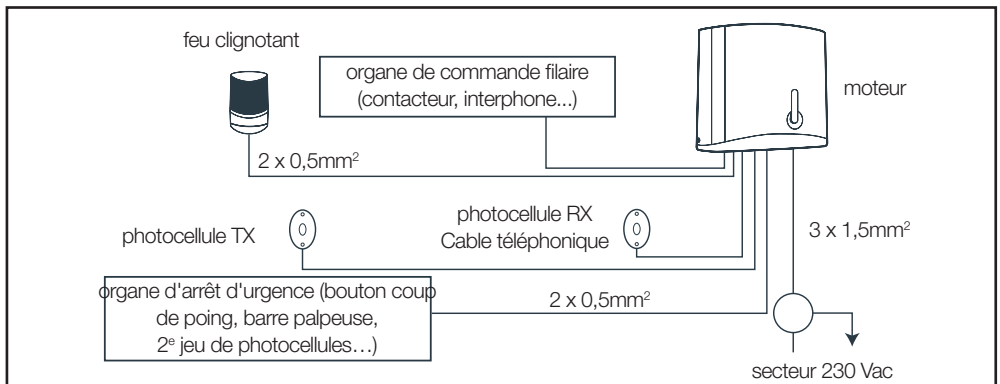 feu clignotant
organe de commande filaire
(contacteur, interphone...)
moteur
2 x 0,5mm²
photocellule TX
photocellule RX
Cable téléphonique
3 x 1,5mm²
organe d'arrêt d'urgence (bouton coup
de poing, barre palpeuse,
2ᵉ jeu de photocellules…)
2 x 0,5mm²
secteur 230 Vac